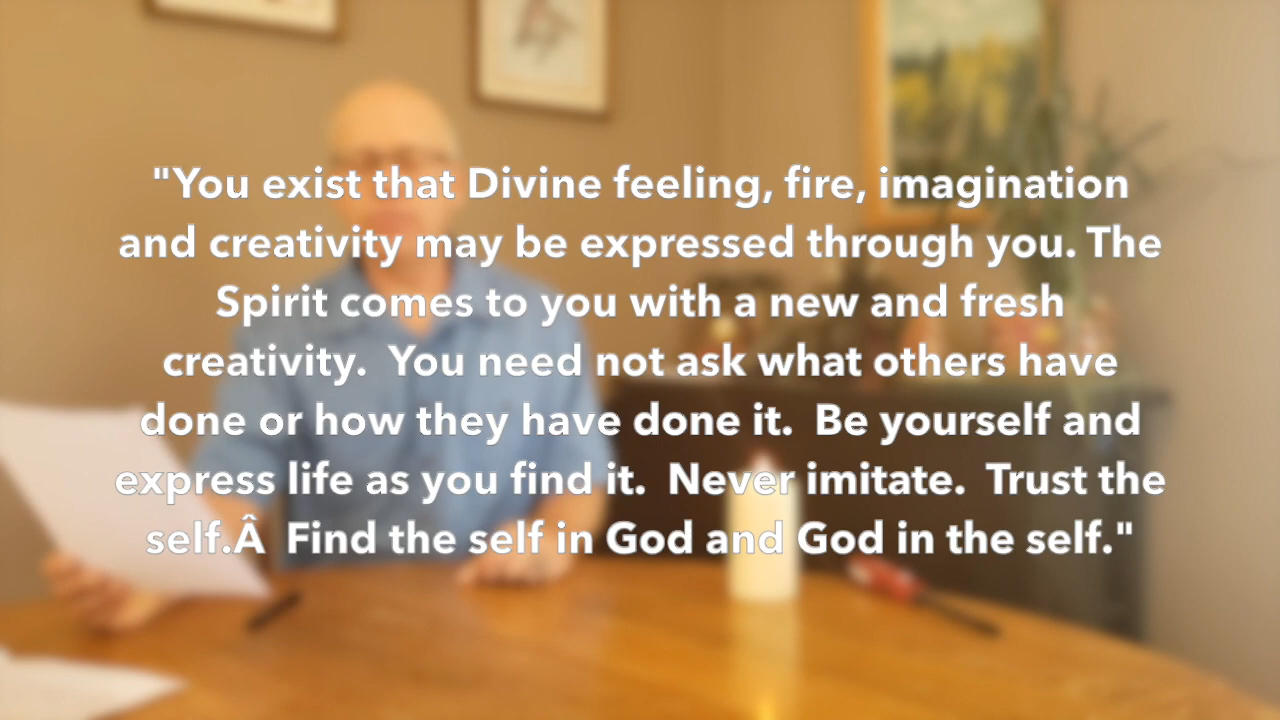 "You exist that Divine feeling, fire, imagination
and creativity may be expressed through you. The
Spirit comes to you with a new and fresh
creativity.  You need not ask what others have
done or how they have done it.  Be yourself and
express life as you find it.  Never imitate.  Trust the
self.Â  Find the self in God and God in the self."